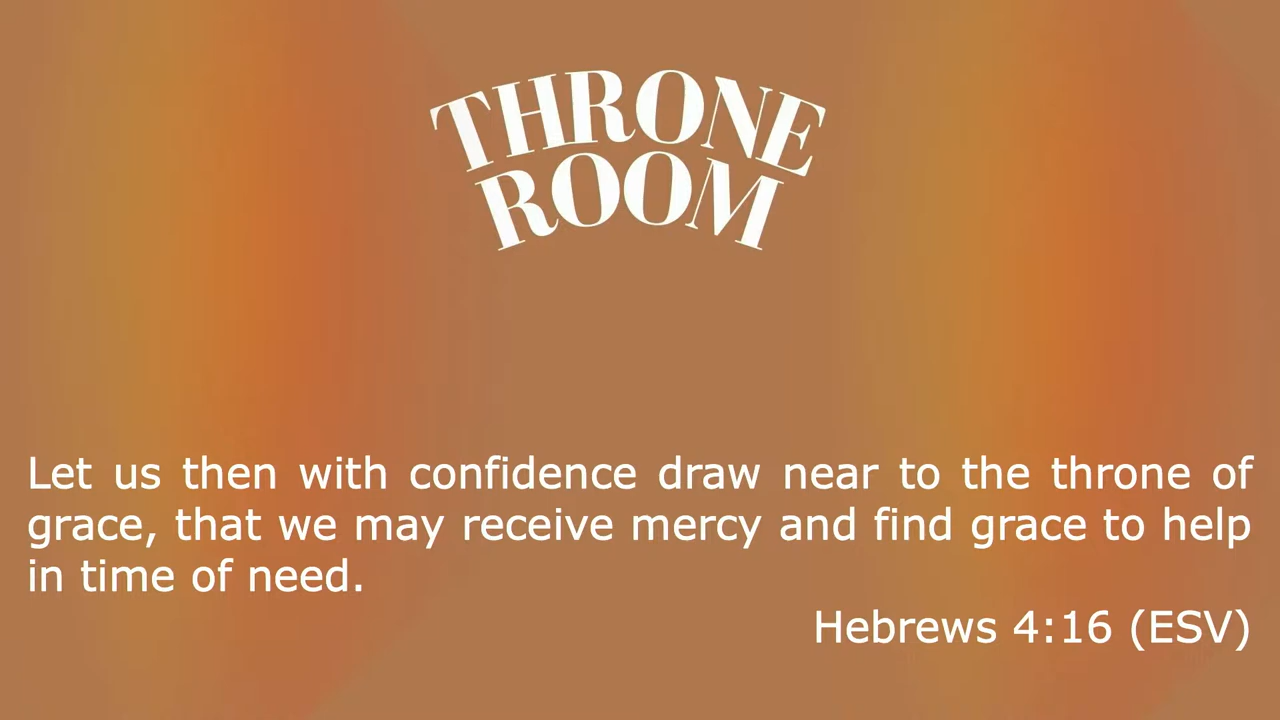 THRONE
ROOM
Let us then with confidence draw near to the throne of
grace, that we may receive mercy and find grace to help
in time of need.
Hebrews 4:16 (ESV)